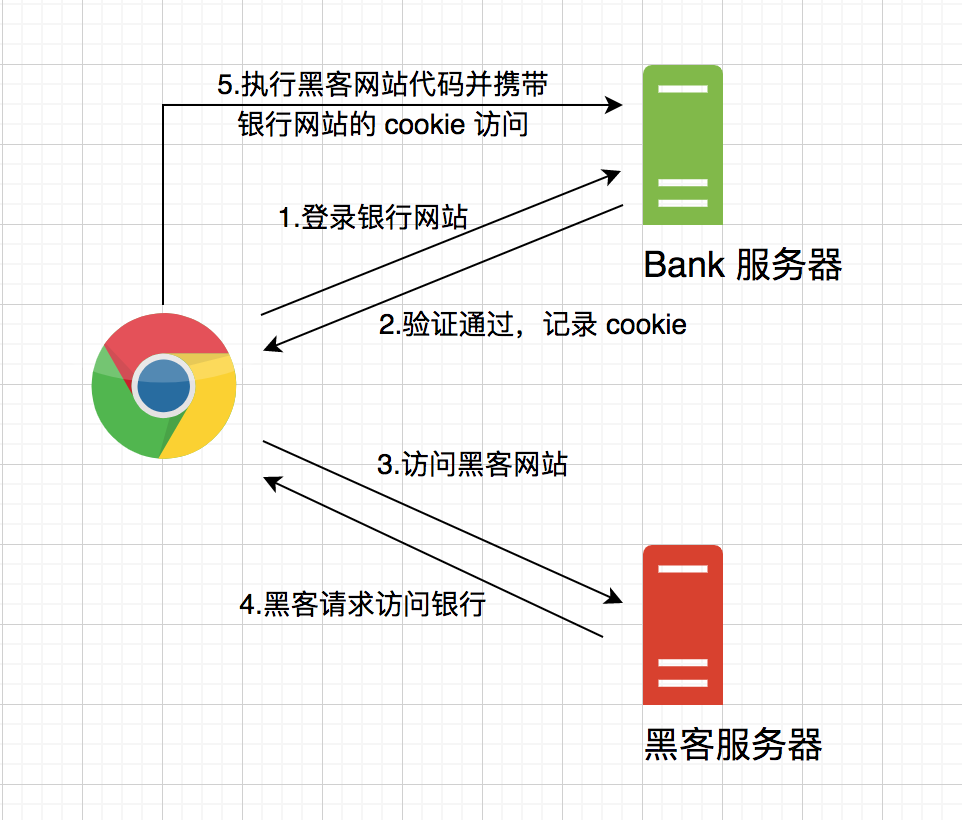 5.执行黑客网站代码并携带
银行网站的 cookie 访问
1.登录银行网站
Bank 服务器
2.验证通过，记录 cookie
3.访问黑客网站
4.黑客请求访问银行
黑客服务器